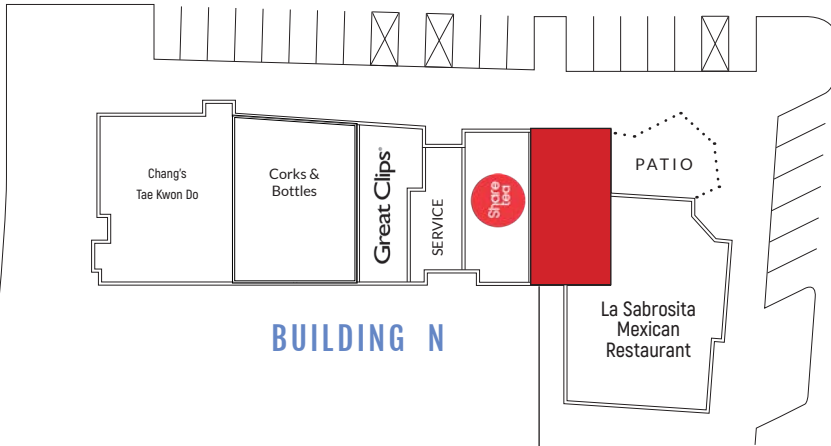 Chang's
Tae Kwon Do
Corks &
Bottles
Great Clips®
SERVICE
Share
tea
PATIO
La Sabrosita
Mexican
Restaurant
BUILDING N